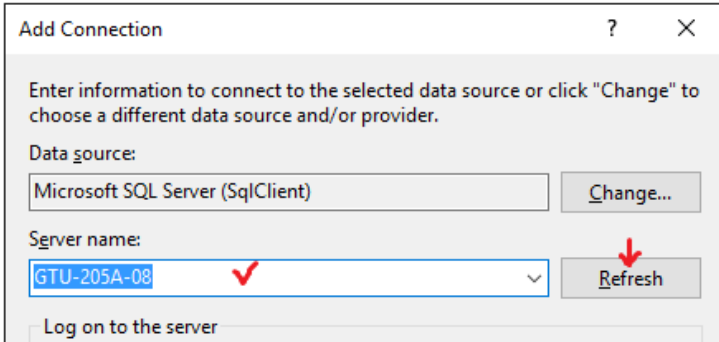 Add Connection ? ×
Enter information to connect to the selected data source or click "Change" to
choose a different data source and/or provider.
Data source:
Microsoft SQL Server (SqlClient) Change...
Server name:
GTU-205A-08 Refresh
Log on to the server